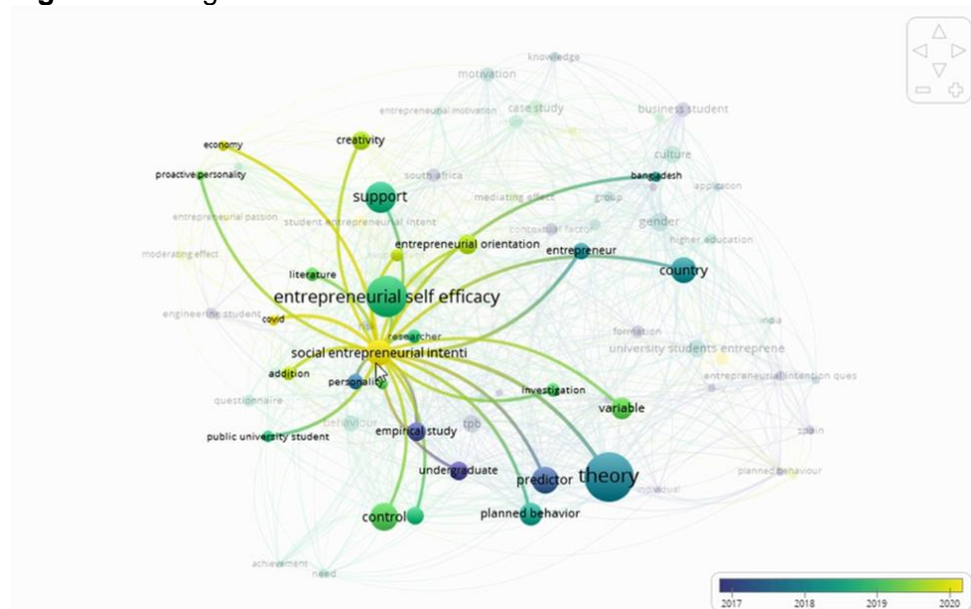 knowledge
motivation
entrepreneurial motivation
case study
business student
economy
creativity
culture
proactive personality
south africa
bangladesh
application
support
mediating effect
group
entrepreneurial passion
student entrepreneurial intent
gender
contextual factor
higher education
entrepreneurial orientation
entrepreneur
moderating effect
literature
country
entrepreneurial self efficacy
engineering student
covid
risk
formation
india
researcher
social entrepreneurial intenti
university students entreprene
addition
personality
entrepreneurial intention ques
investigation
questionnaire
variable
behaviour
tpb
empirical study
public university student
spain
undergraduate
predictor
theory
planned behaviour
individual
control
planned behavior
achievement
need
2017
2018
2019
2020